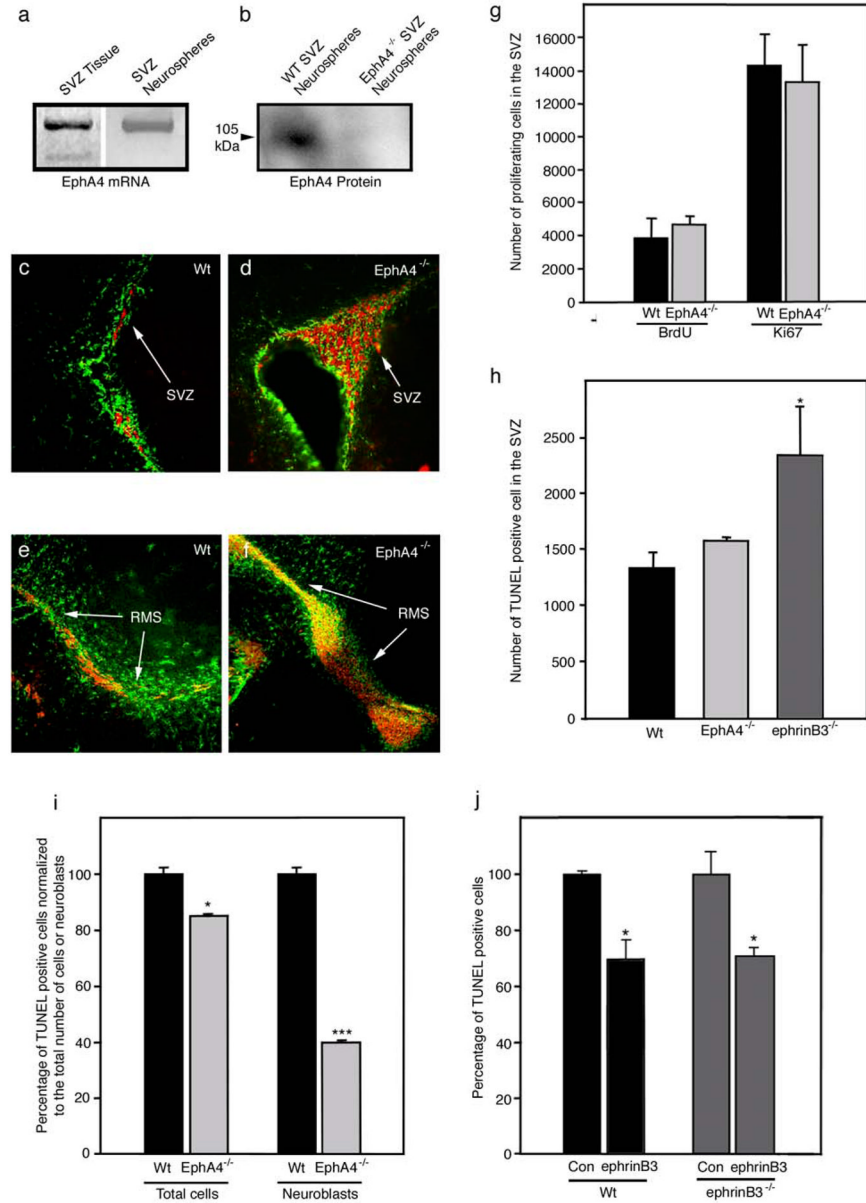 a
SVZ Tissue
SVZ
Neurospheres
105
kDa
EphA4 mRNA
b
WT SVZ
Neurospheres
EphA4-/- SVZ
Neurospheres
EphA4 Protein
c
Wt
SVZ
d
EphA4-/-
SVZ
e
Wt
RMS
f
EphA4-/-
RMS
g
Number of proliferating cells in the SVZ
16000
14000
12000
10000
8000
6000
4000
2000
0
Wt EphA4-/-
BrdU
Wt EphA4-/-
Ki67
h
Number of TUNEL positive cell in the SVZ
2500
2000
1500
1000
500
0
*
Wt
EphA4-/-
ephrinB3-/-
i
Percentage of TUNEL positive cells normalized
to the total number of cells or neuroblasts
100
80
60
40
20
0
*
***
Wt EphA4-/-
Total cells
Wt EphA4-/-
Neuroblasts
j
Percentage of TUNEL positive cells
100
80
60
40
20
0
*
*
Con ephrinB3
Wt
Con ephrinB3
ephrinB3-/-